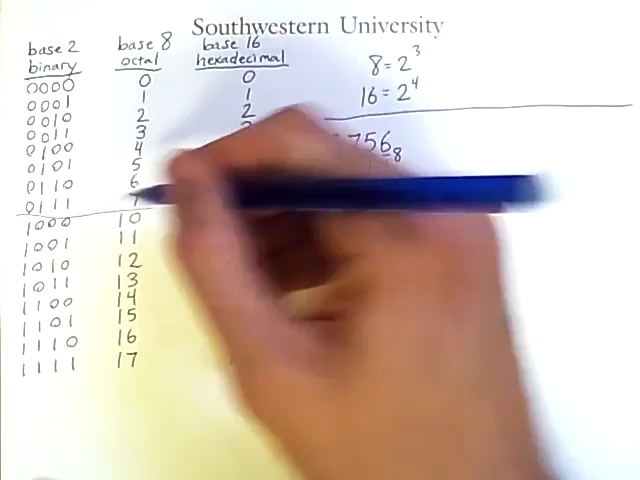 Southwestern University
base 2 base 8 base 16
binary octal hexadecimal
0000 0 0
0001 1 1
0010 2 2
0011 3
0100 4
0101 5
0110 6
0111 7
1000 10
1001 11
1010 12
1011 13
1100 14
1101 15
1110 16
1111 17
8 = 2³
16 = 2⁴
756₈